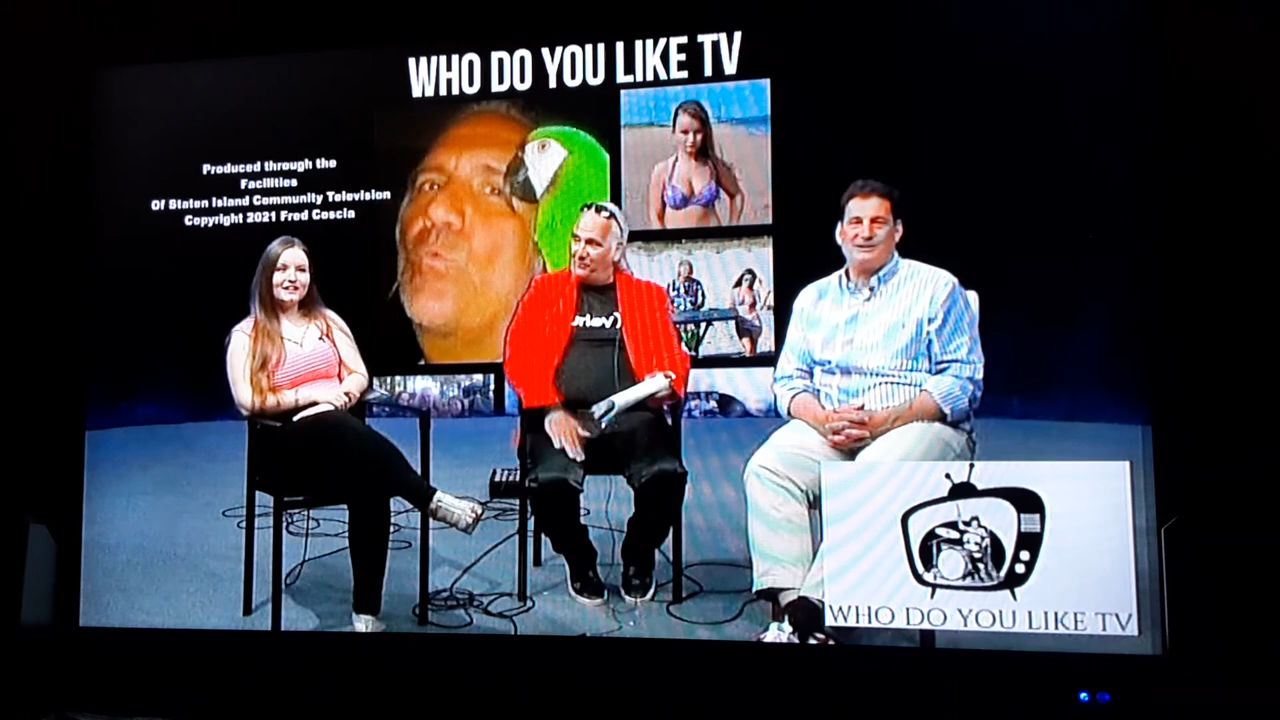 WHO DO YOU LIKE TV
Produced through the
Facilities
Of Staten Island Community Television
Copyright 2021 Fred Coscia
urley)
WHO DO YOU LIKE TV